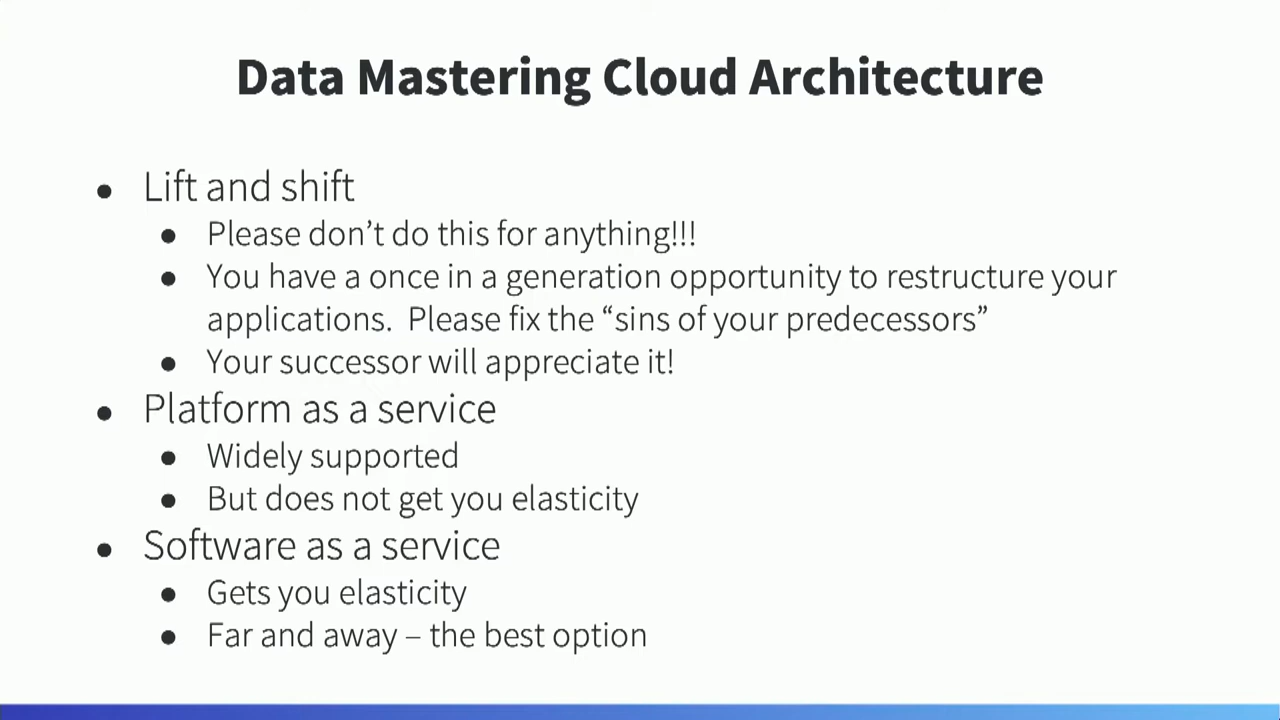 Data Mastering Cloud Architecture
● Lift and shift
● Please don’t do this for anything!!!
● You have a once in a generation opportunity to restructure your
applications.  Please fix the “sins of your predecessors”
● Your successor will appreciate it!
● Platform as a service
● Widely supported
● But does not get you elasticity
● Software as a service
● Gets you elasticity
● Far and away – the best option